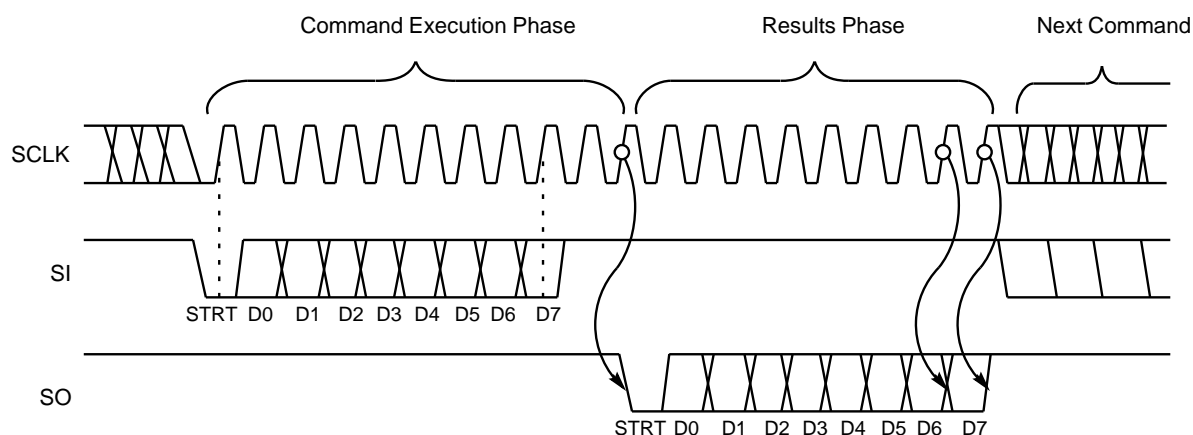 Command Execution Phase Results Phase Next Command
SCLK
SI
STRT D0 D1 D2 D3 D4 D5 D6 D7
SO
STRT D0 D1 D2 D3 D4 D5 D6 D7